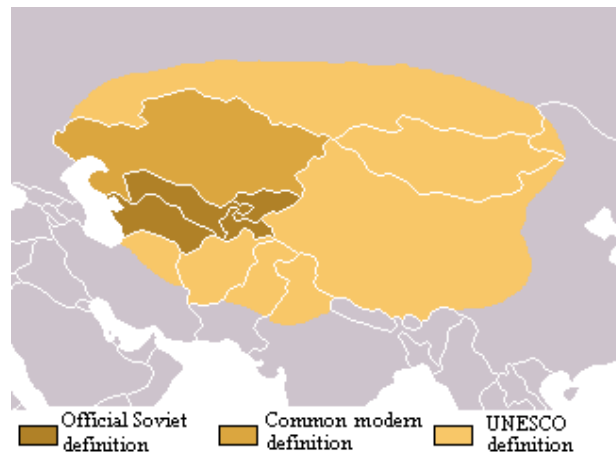 Official Soviet
definition
Common modern
definition
UNESCO
definition